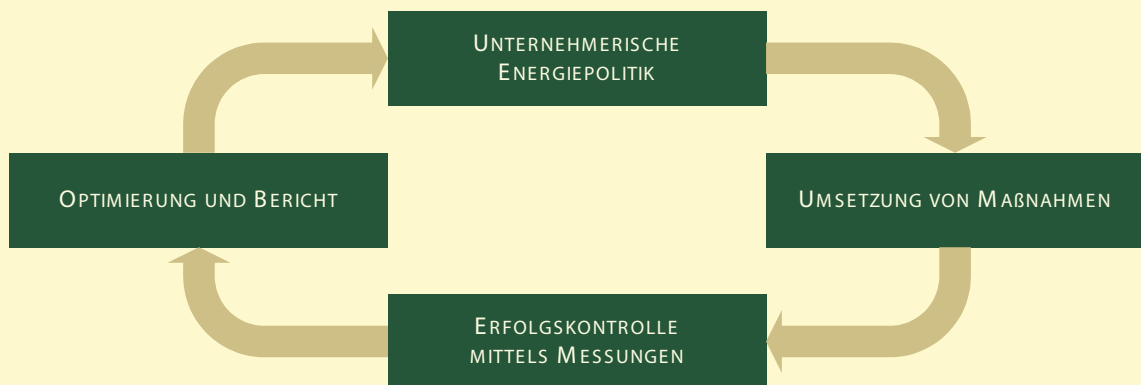 Unternehmerische
Energiepolitik
Optimierung und Bericht
Umsetzung von Maßnahmen
Erfolgskontrolle
mittels Messungen